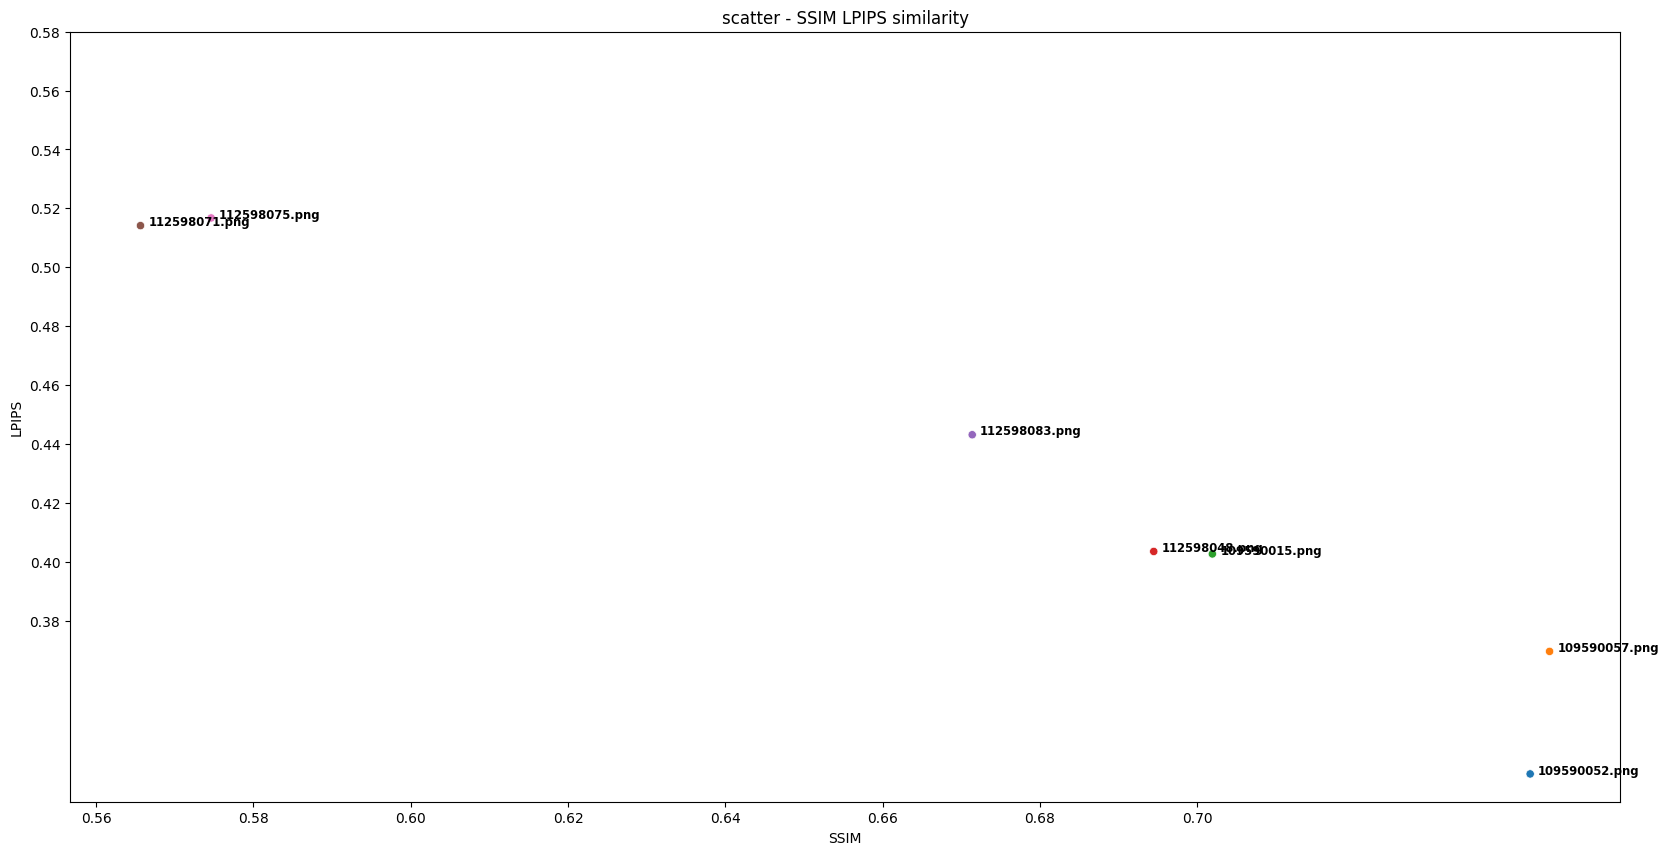 scatter - SSIM LPIPS similarity
0.58
0.56
0.54
0.52
0.50
0.48
0.46
0.44
0.42
0.40
0.38
LPIPS
112598075.png
112598071.png
112598083.png
112598048.png
109590015.png
109590057.png
109590052.png
0.56 0.58 0.60 0.62 0.64 0.66 0.68 0.70
SSIM